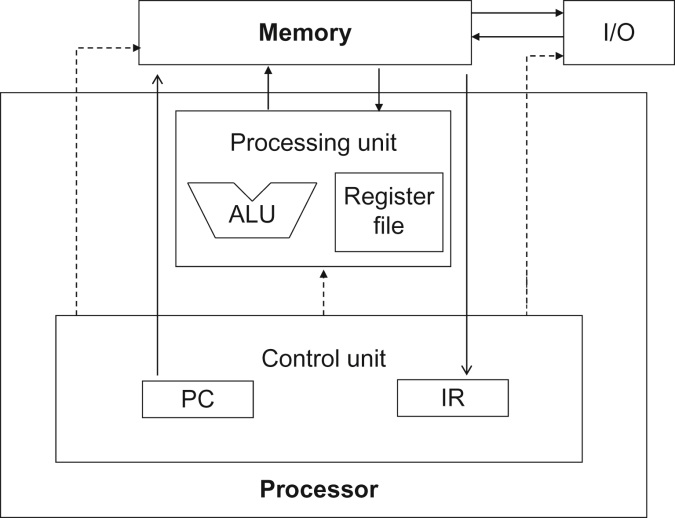 Memory
I/O
Processing unit
ALU
Register
file
Control unit
PC
IR
Processor